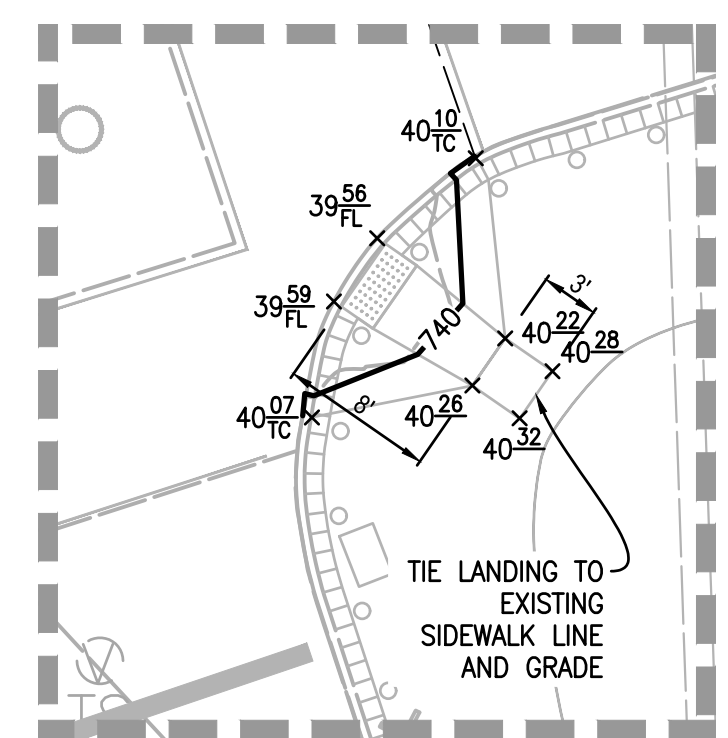 40 10
TC
39 56
FL
39 59
FL
3'
740
40 22
40 28
40 07
TC
8'
40 26
40 32
TIE LANDING TO
EXISTING
SIDEWALK LINE
AND GRADE